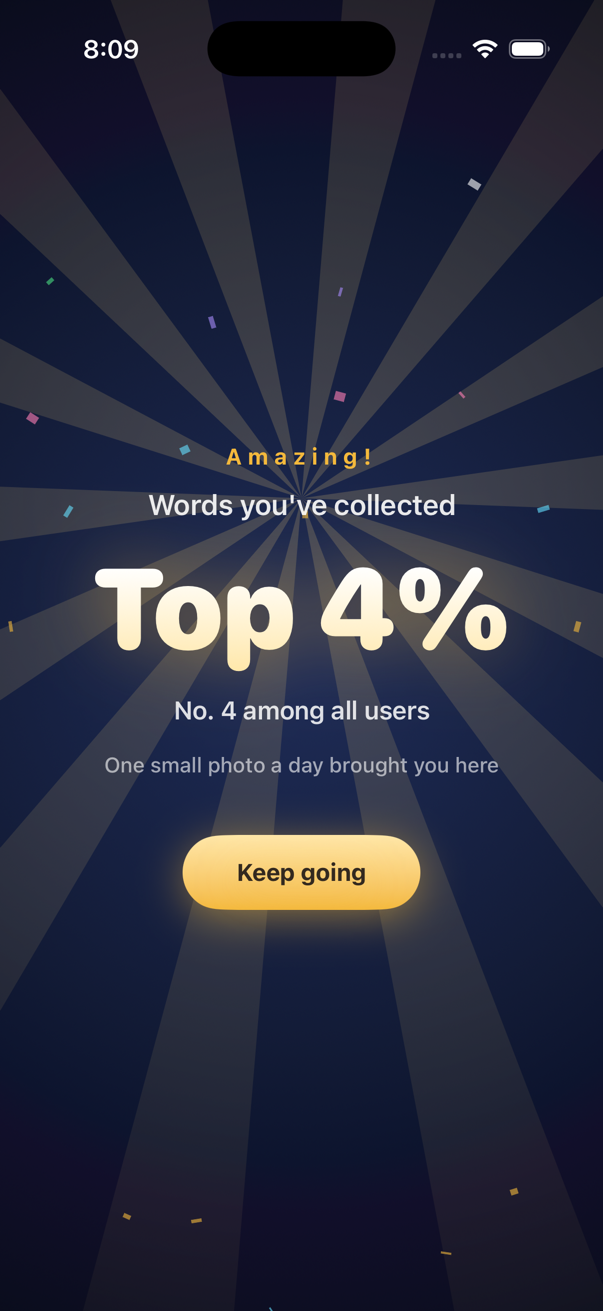 8:09
Amazing!
Words you've collected
Top 4%
No. 4 among all users
One small photo a day brought you here
Keep going